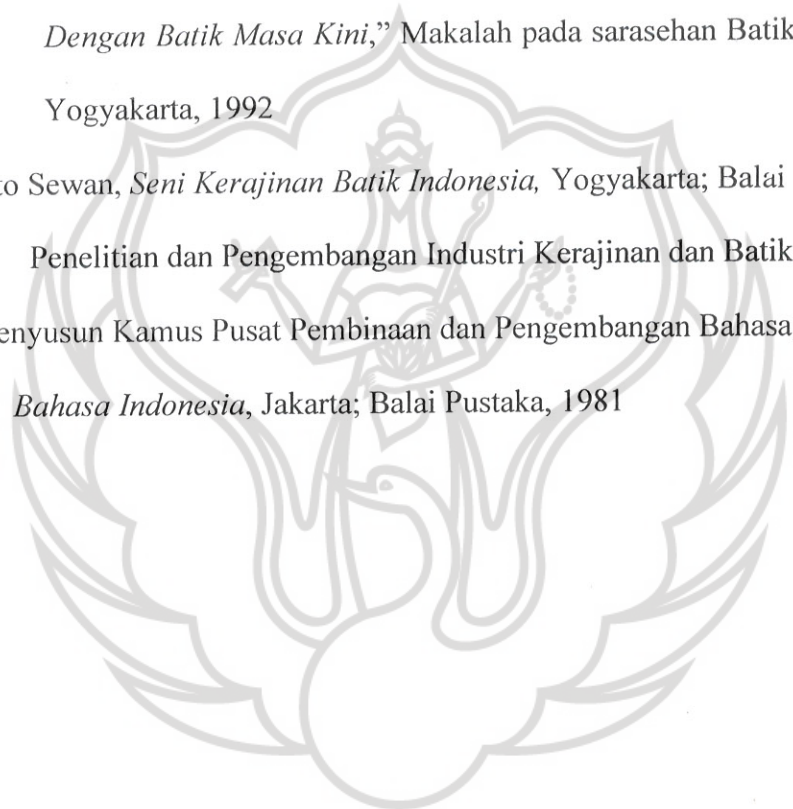 Dengan Batik Masa Kini,” Makalah pada sarasehan Batik
Yogyakarta, 1992
to Sewan, Seni Kerajinan Batik Indonesia, Yogyakarta; Balai
Penelitian dan Pengembangan Industri Kerajinan dan Batik
enyusun Kamus Pusat Pembinaan dan Pengembangan Bahasa
Bahasa Indonesia, Jakarta; Balai Pustaka, 1981